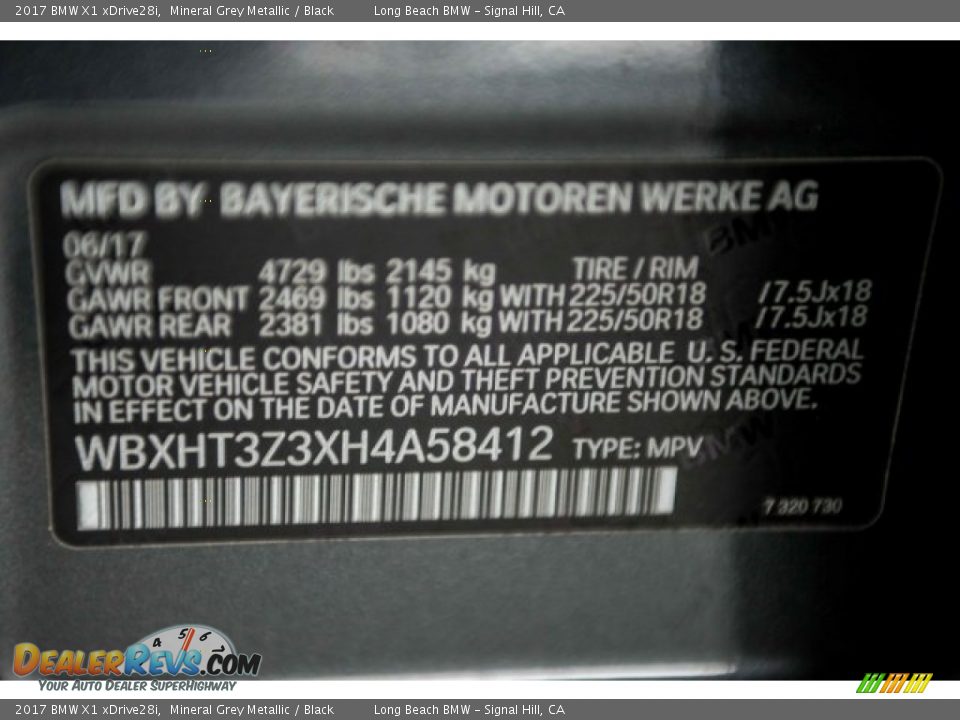 2017 BMW X1 xDrive28i, Mineral Grey Metallic / Black Long Beach BMW - Signal Hill, CA
MFD BY BAYERISCHE MOTOREN WERKE AG
06/17
GVWR 4729 lbs 2145 kg TIRE / RIM
GAWR FRONT 2469 lbs 1120 kg WITH 225/50R18 /7.5Jx18
GAWR REAR 2381 lbs 1080 kg WITH 225/50R18 /7.5Jx18
THIS VEHICLE CONFORMS TO ALL APPLICABLE U. S. FEDERAL
MOTOR VEHICLE SAFETY AND THEFT PREVENTION STANDARDS
IN EFFECT ON THE DATE OF MANUFACTURE SHOWN ABOVE.
WBXHT3Z3XH4A58412 TYPE: MPV
7 320 730
BMW
BMW
4 5 6
DEALERREVS.COM
YOUR AUTO DEALER SUPERHIGHWAY
2017 BMW X1 xDrive28i, Mineral Grey Metallic / Black Long Beach BMW - Signal Hill, CA